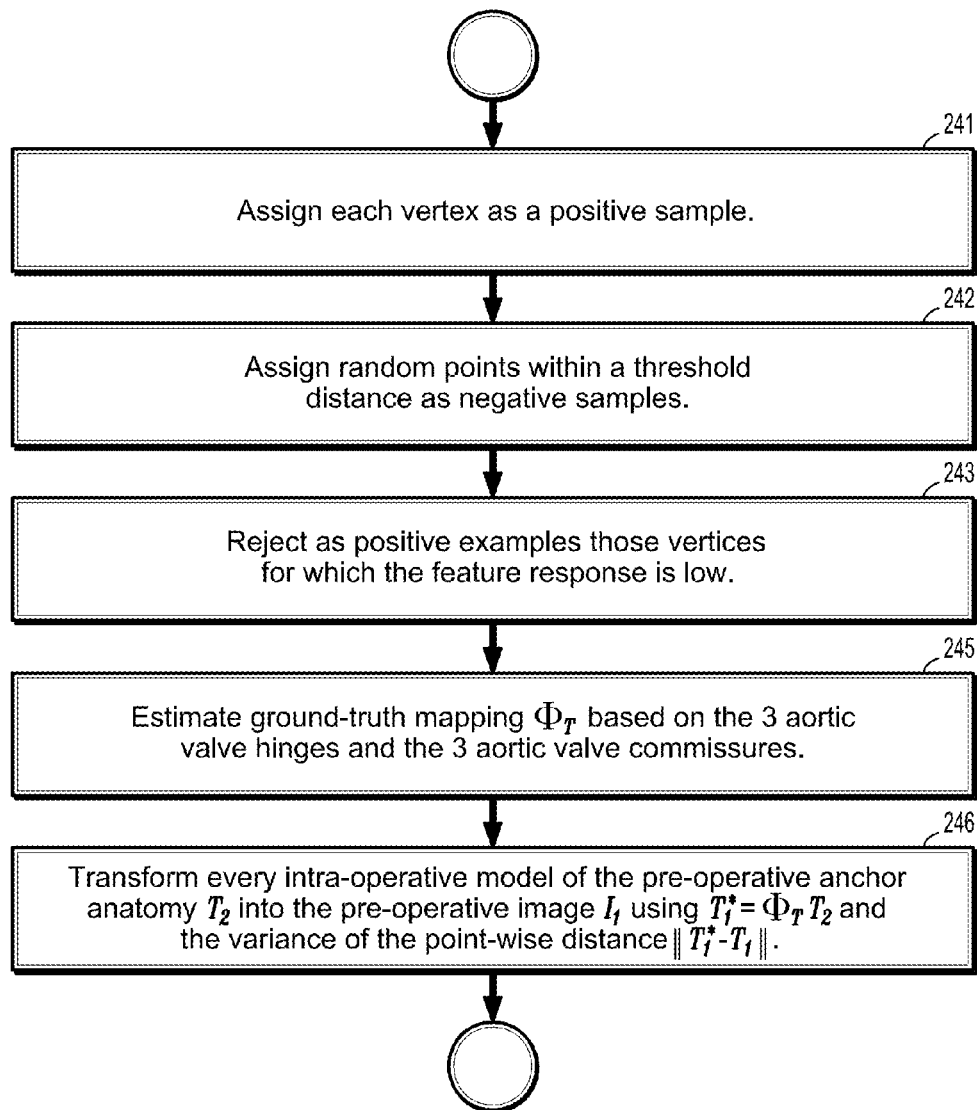 241
Assign each vertex as a positive sample.
242
Assign random points within a threshold
distance as negative samples.
243
Reject as positive examples those vertices
for which the feature response is low.
245
Estimate ground-truth mapping Φ_T based on the 3 aortic
valve hinges and the 3 aortic valve commissures.
246
Transform every intra-operative model of the pre-operative anchor
anatomy T_2 into the pre-operative image I_1 using T_1^* = Φ_T T_2 and
the variance of the point-wise distance ‖ T_1^* - T_1 ‖.